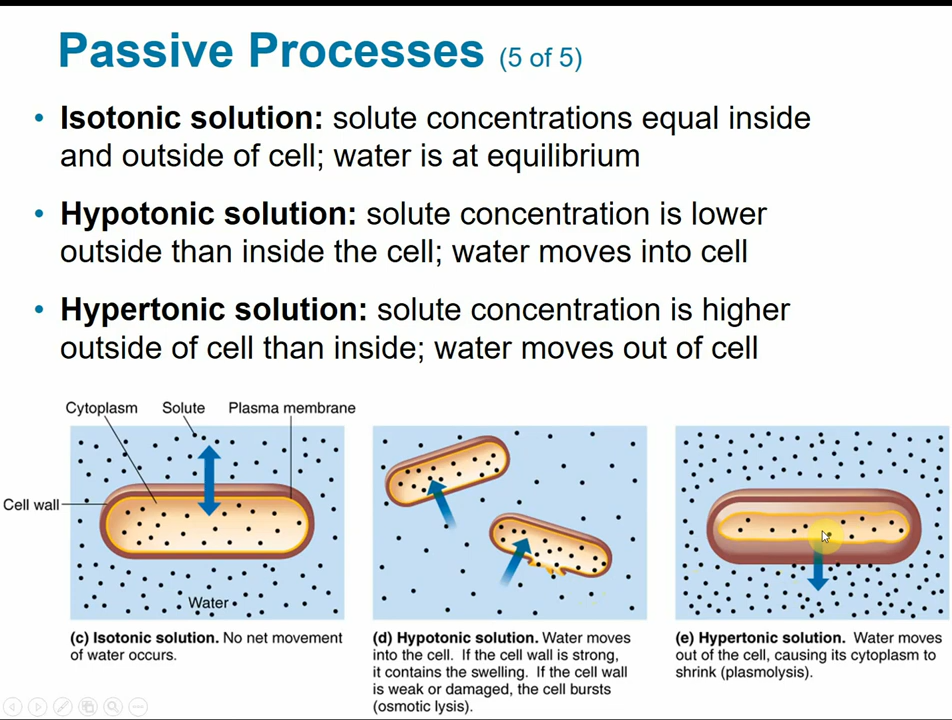 Passive Processes (5 of 5)
• Isotonic solution: solute concentrations equal inside
and outside of cell; water is at equilibrium
• Hypotonic solution: solute concentration is lower
outside than inside the cell; water moves into cell
• Hypertonic solution: solute concentration is higher
outside of cell than inside; water moves out of cell
Cytoplasm Solute Plasma membrane
Cell wall
Water
(c) Isotonic solution. No net movement
of water occurs.
(d) Hypotonic solution. Water moves
into the cell. If the cell wall is strong,
it contains the swelling. If the cell wall
is weak or damaged, the cell bursts
(osmotic lysis).
(e) Hypertonic solution. Water moves
out of the cell, causing its cytoplasm to
shrink (plasmolysis).